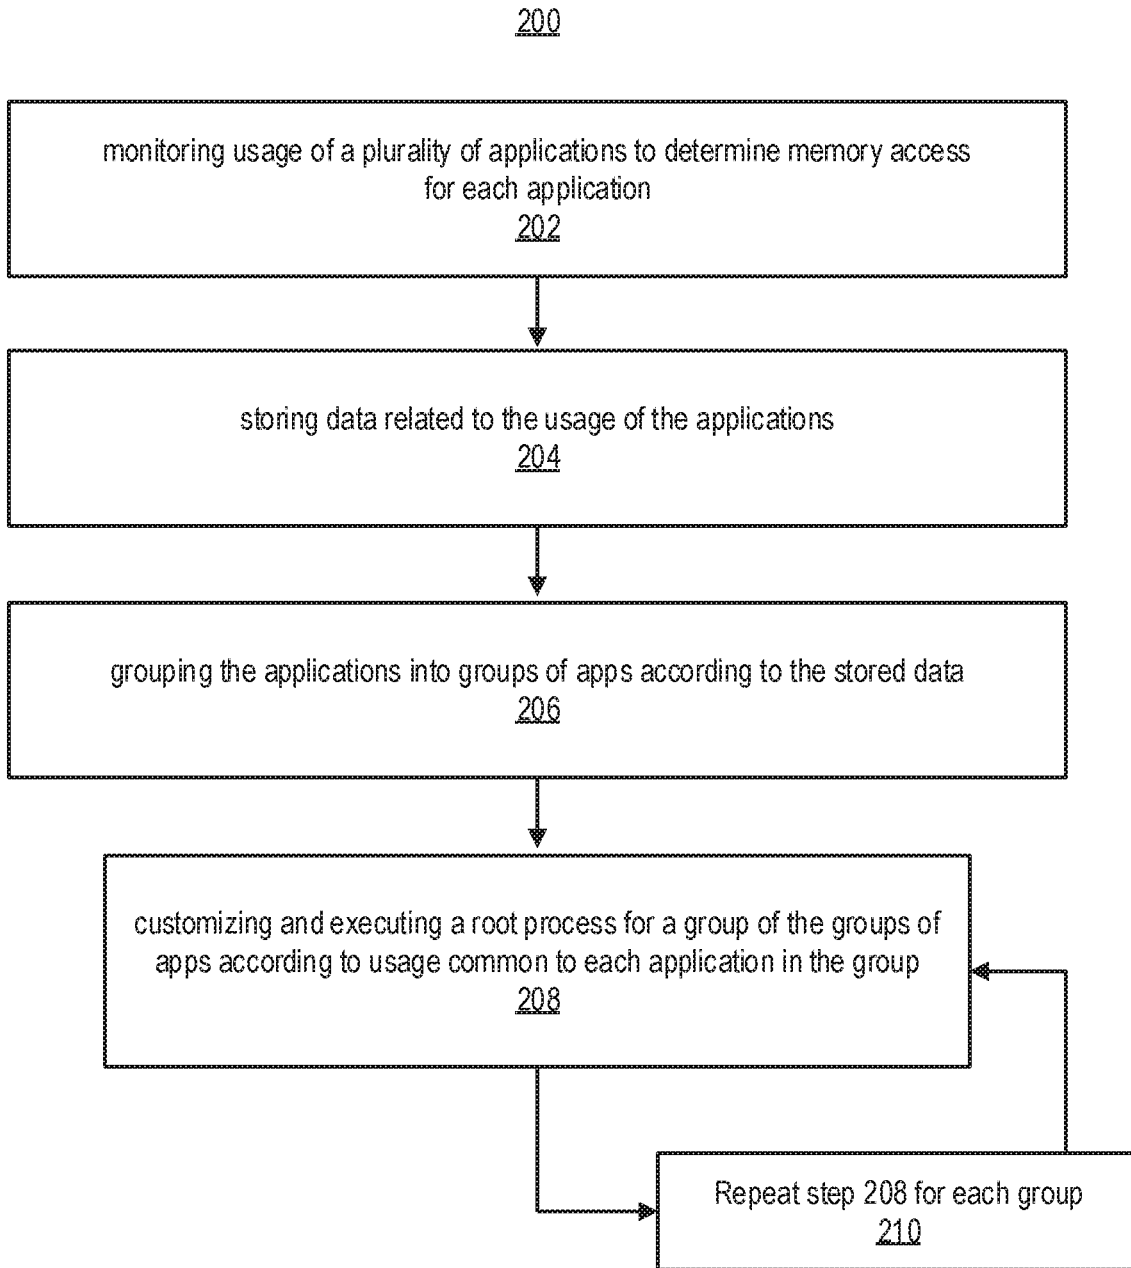 200
monitoring usage of a plurality of applications to determine memory access
for each application
202
storing data related to the usage of the applications
204
grouping the applications into groups of apps according to the stored data
206
customizing and executing a root process for a group of the groups of
apps according to usage common to each application in the group
208
Repeat step 208 for each group
210